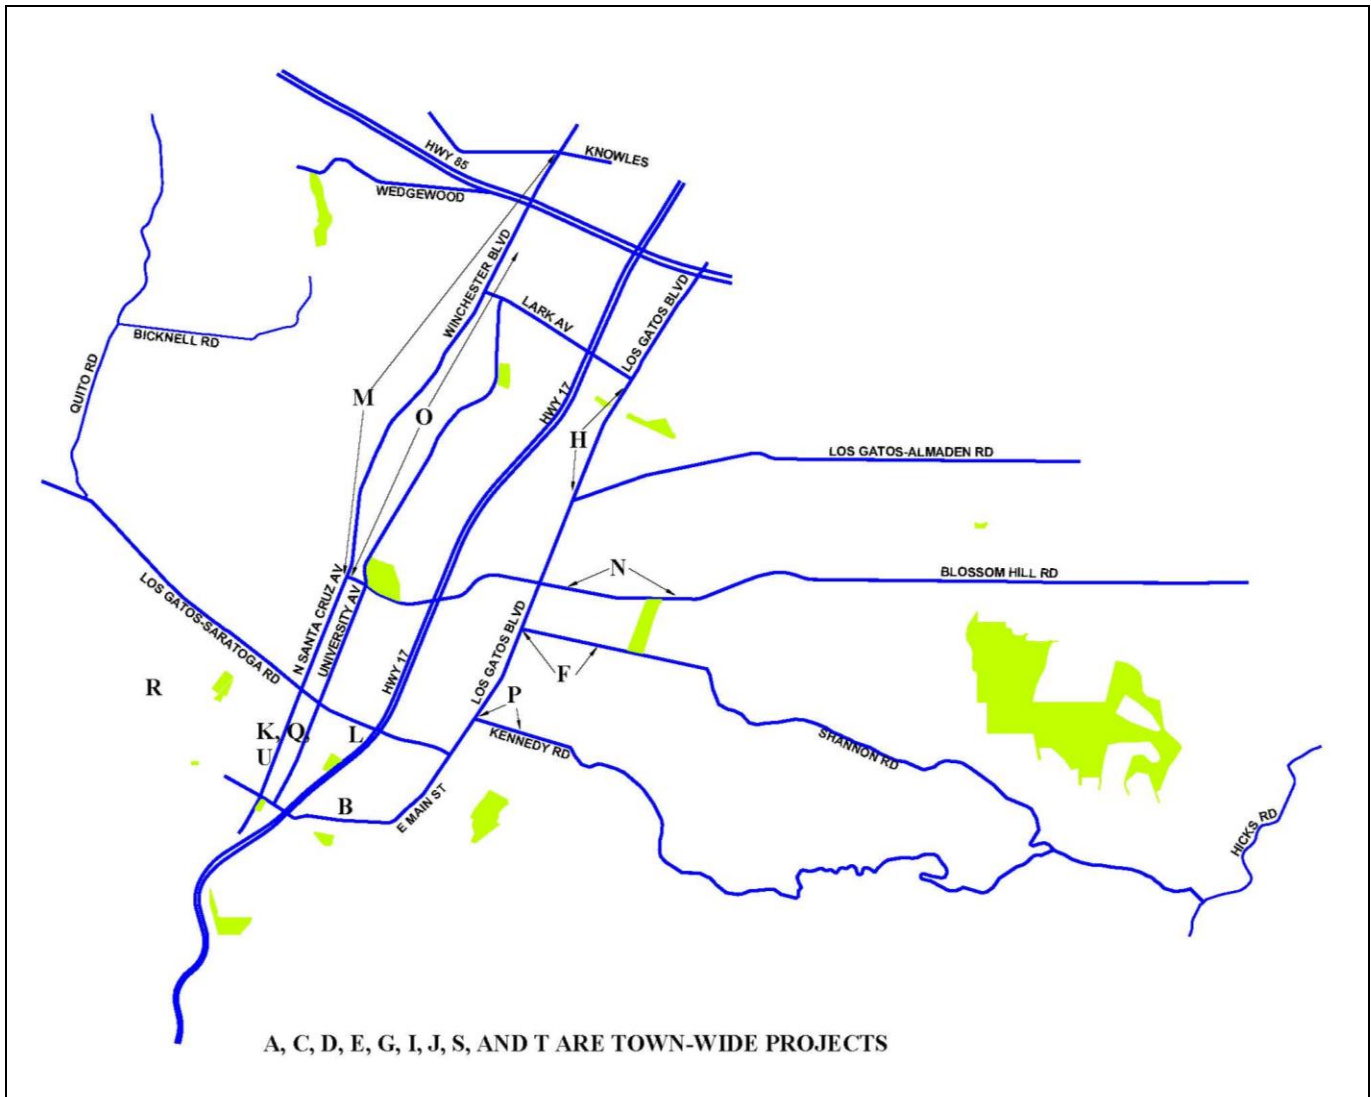 KNOWLES
HWY 85
WEDGEWOOD
WINCHESTER BLVD
LARK AV
LOS GATOS BLVD
BICKNELL RD
QUITO RD
M
O
HWY 17
H
LOS GATOS-ALMADEN RD
N
BLOSSOM HILL RD
LOS GATOS-SARATOGA RD
N SANTA CRUZ AV
UNIVERSITY AV
HWY 17
LOS GATOS BLVD
F
R
P
K, Q,
U
L
KENNEDY RD
SHANNON RD
B
E MAIN ST
HICKS RD
A, C, D, E, G, I, J, S, AND T ARE TOWN-WIDE PROJECTS